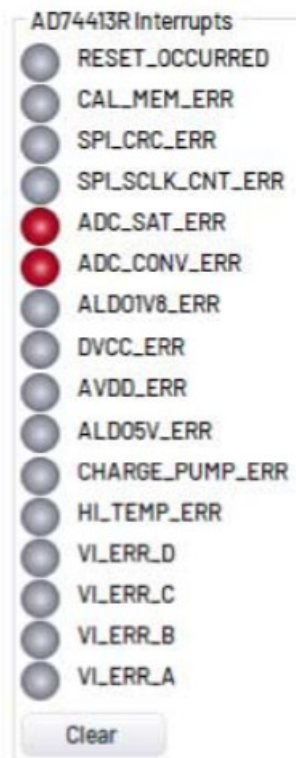 AD74413R Interrupts
RESET_OCCURRED
CAL_MEM_ERR
SPI_CRC_ERR
SPI_SCLK_CNT_ERR
ADC_SAT_ERR
ADC_CONV_ERR
ALDO1V8_ERR
DVCC_ERR
AVDD_ERR
ALDO5V_ERR
CHARGE_PUMP_ERR
HI_TEMP_ERR
VI_ERR_D
VI_ERR_C
VI_ERR_B
VI_ERR_A
Clear